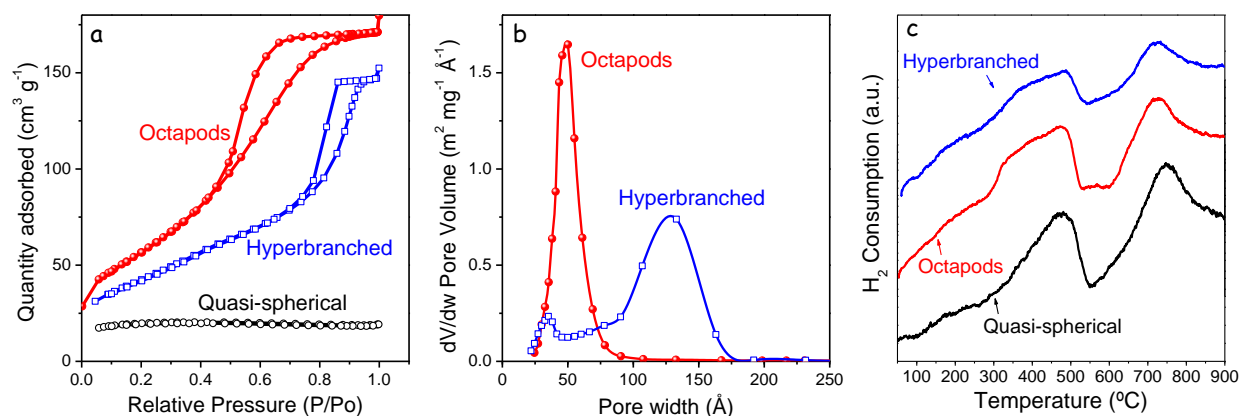 a
Quantity adsorbed (cm³ g⁻¹)
150
100
50
0
Octapods
Hyperbranched
Quasi-spherical
0.0 0.2 0.4 0.6 0.8 1.0
Relative Pressure (P/Po)
b
dV/dw Pore Volume (m² mg⁻¹ Å⁻¹)
1.5
1.0
0.5
0.0
Octapods
Hyperbranched
0 50 100 150 200 250
Pore width (Å)
c
H₂ Consumption (a.u.)
Hyperbranched
Octapods
Quasi-spherical
100 200 300 400 500 600 700 800 900
Temperature (ºC)